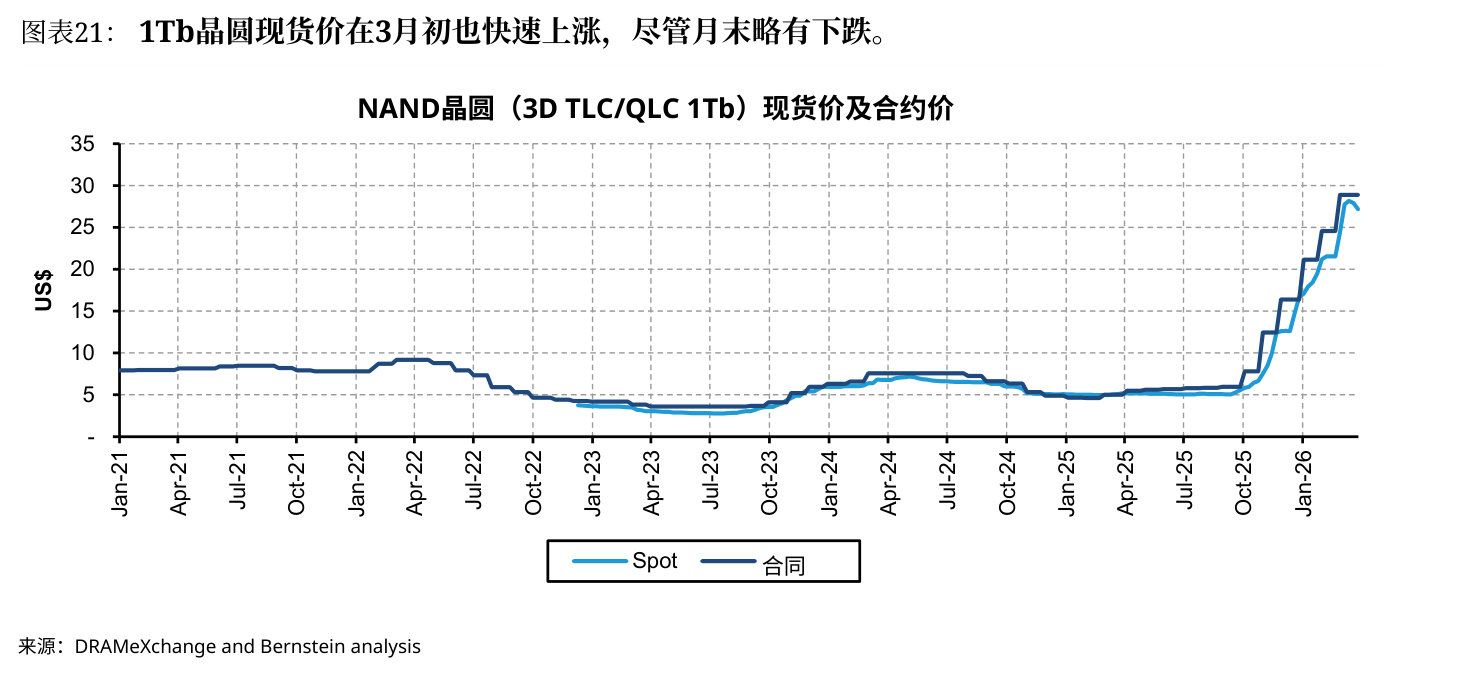 图表21： 1Tb晶圆现货价在3月初也快速上涨，尽管月末略有下跌。
NAND晶圆（3D TLC/QLC 1Tb）现货价及合约价
35
30
25
20
15
10
5
-
US$
Jan-21
Apr-21
Jul-21
Oct-21
Jan-22
Apr-22
Jul-22
Oct-22
Jan-23
Apr-23
Jul-23
Oct-23
Jan-24
Apr-24
Jul-24
Oct-24
Jan-25
Apr-25
Jul-25
Oct-25
Jan-26
Spot 合同
来源：DRAMeXchange and Bernstein analysis